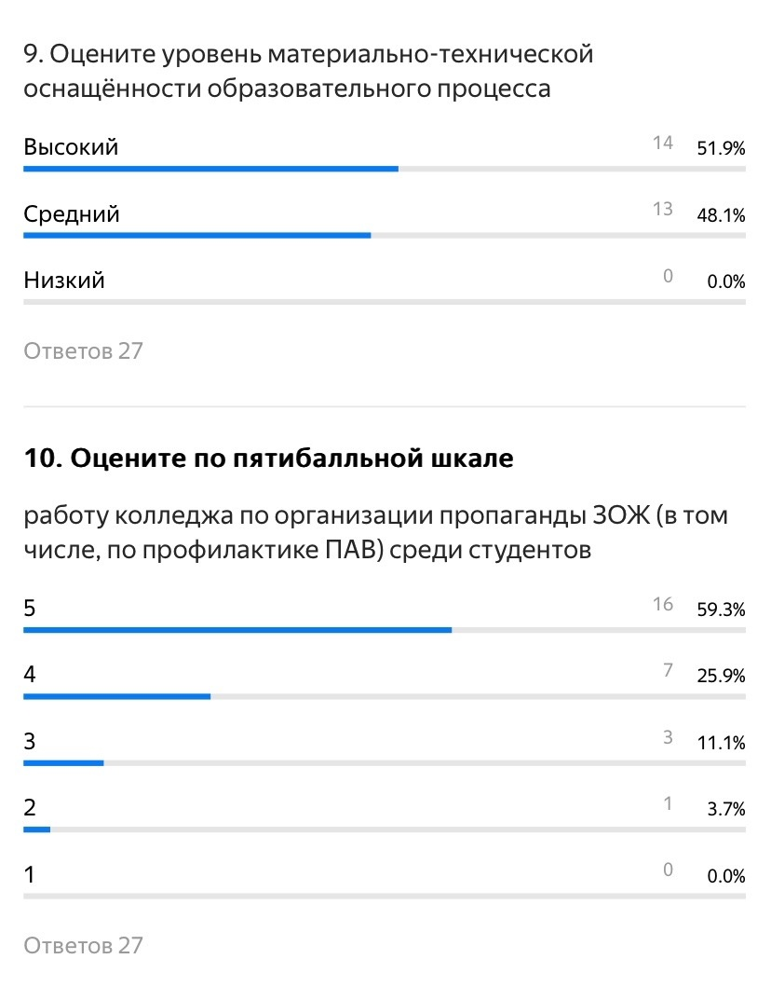 9. Оцените уровень материально-технической
оснащённости образовательного процесса
Высокий 14 51.9%
Средний 13 48.1%
Низкий 0 0.0%
Ответов 27
10. Оцените по пятибалльной шкале
работу колледжа по организации пропаганды ЗОЖ (в том
числе, по профилактике ПАВ) среди студентов
5 16 59.3%
4 7 25.9%
3 3 11.1%
2 1 3.7%
1 0 0.0%
Ответов 27